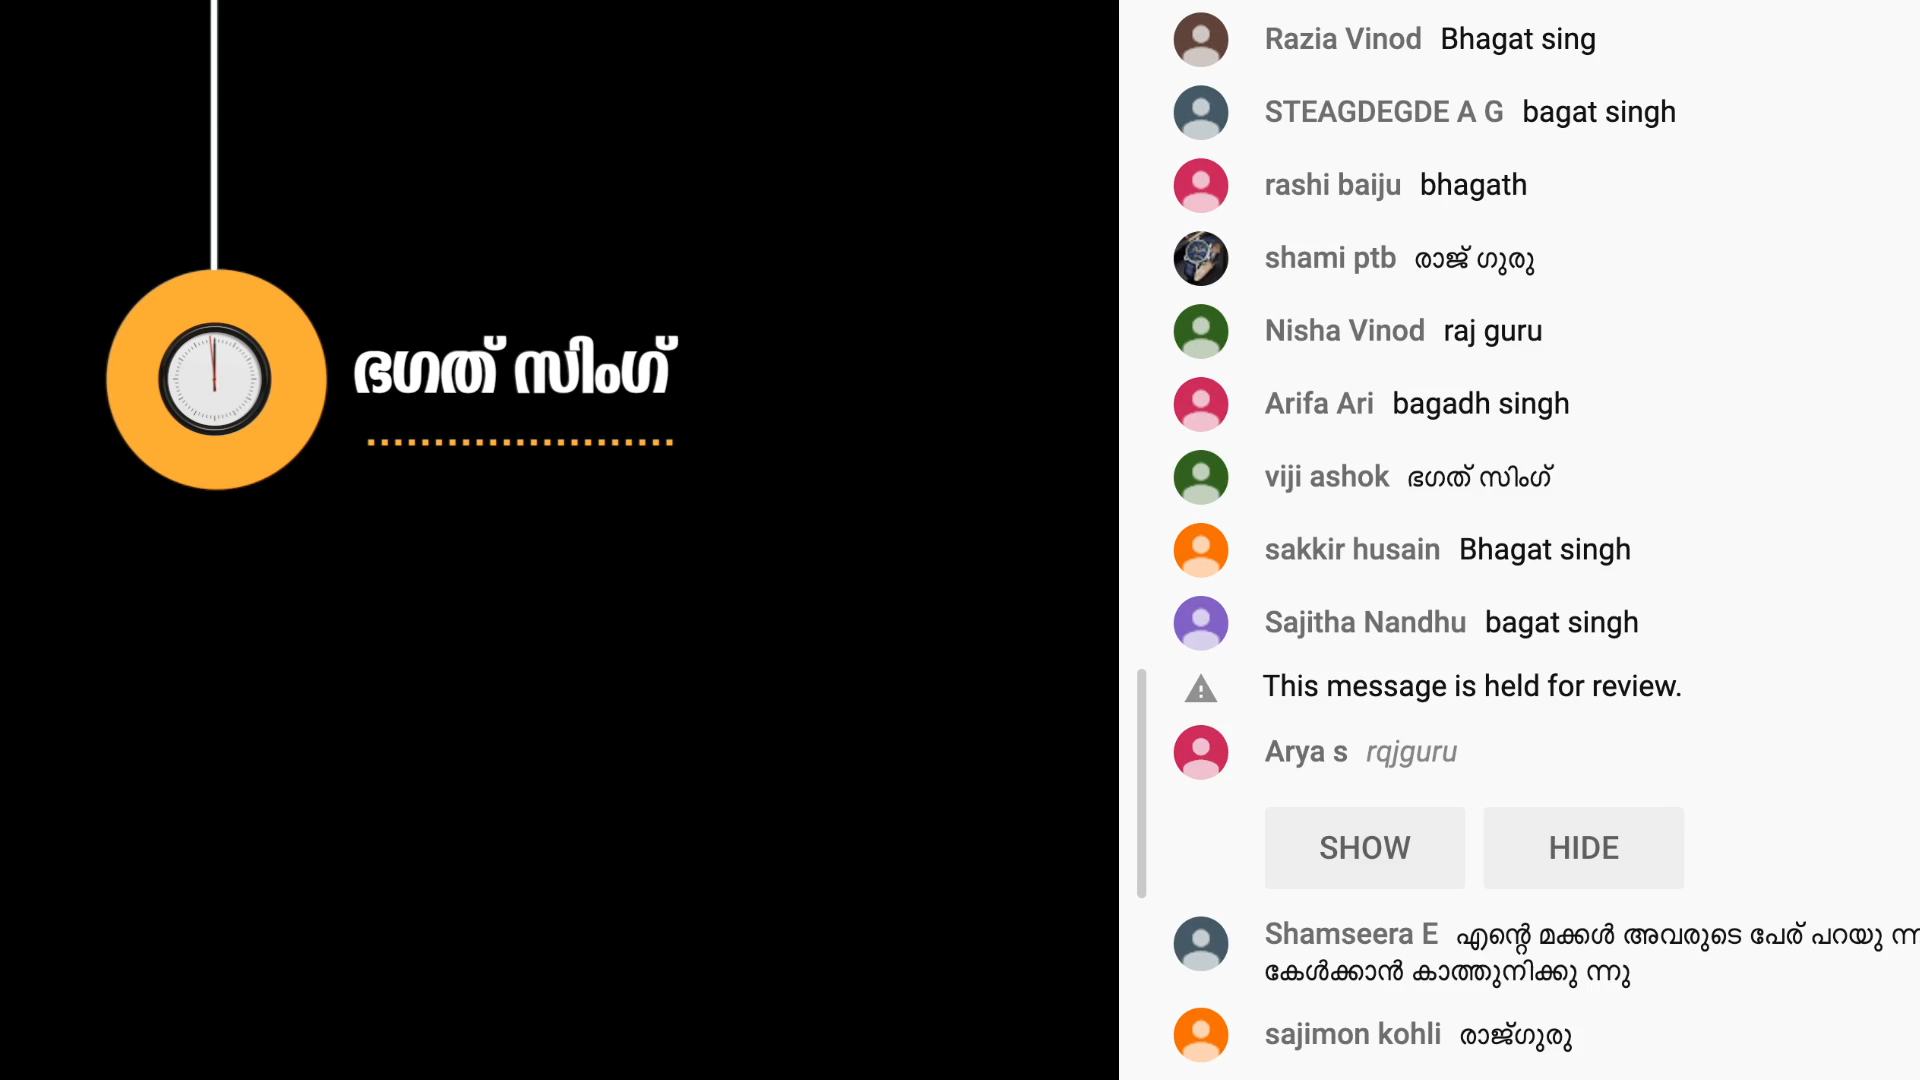 ഭഗത് സിംഗ്
Razia Vinod Bhagat sing
STEAGDEGDE A G bagat singh
rashi baiju bhagath
shami ptb രാജ് ഗുരു
Nisha Vinod raj guru
Arifa Ari bagadh singh
viji ashok ഭഗത് സിംഗ്
sakkir husain Bhagat singh
Sajitha Nandhu bagat singh
This message is held for review.
Arya s rqjguru
SHOW HIDE
Shamseera E എന്റെ മക്കൾ അവരുടെ പേര് പറയു ന്ന
കേൾക്കാൻ കാത്തുനിക്കു ന്നു
sajimon kohli രാജ്ഗുരു